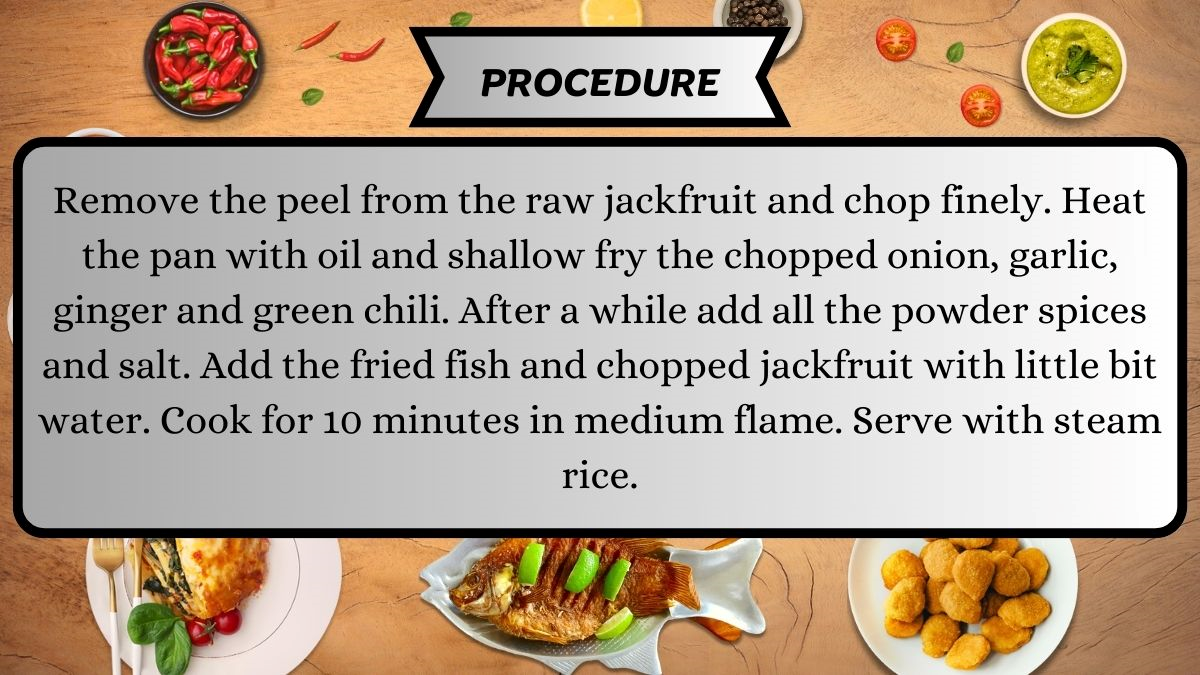 PROCEDURE
Remove the peel from the raw jackfruit and chop finely. Heat
the pan with oil and shallow fry the chopped onion, garlic,
ginger and green chili. After a while add all the powder spices
and salt. Add the fried fish and chopped jackfruit with little bit
water. Cook for 10 minutes in medium flame. Serve with steam
rice.